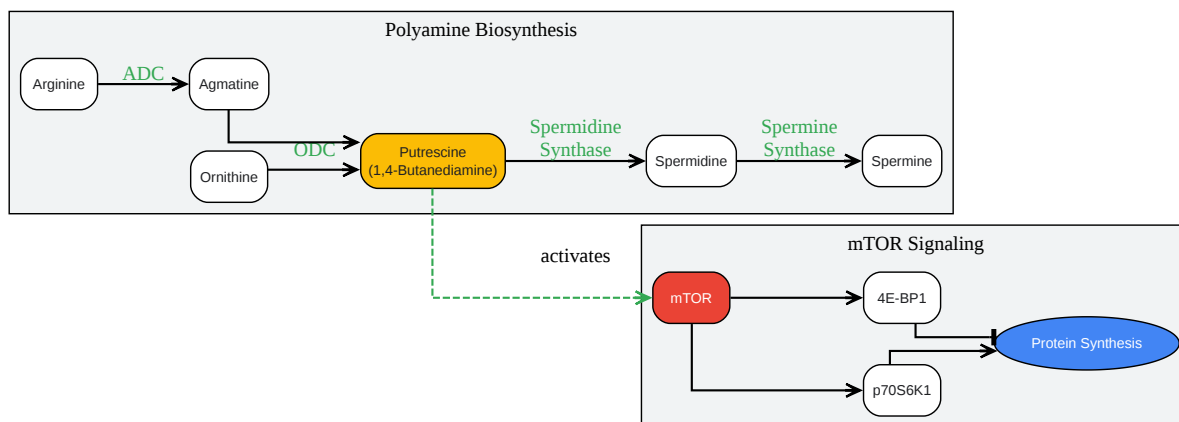 Polyamine Biosynthesis
ADC
Arginine
Agmatine
ODC
Ornithine
Putrescine
(1,4-Butanediamine)
Spermidine
Synthase
Spermidine
Spermine
Synthase
Spermine
activates
mTOR Signaling
mTOR
4E-BP1
Protein Synthesis
p70S6K1